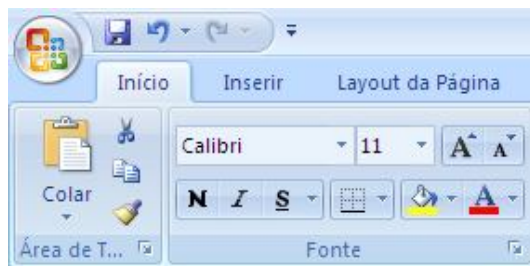 Início Inserir Layout da Página
Calibri 11 A A
Colar N I S A
Área de T... Fonte